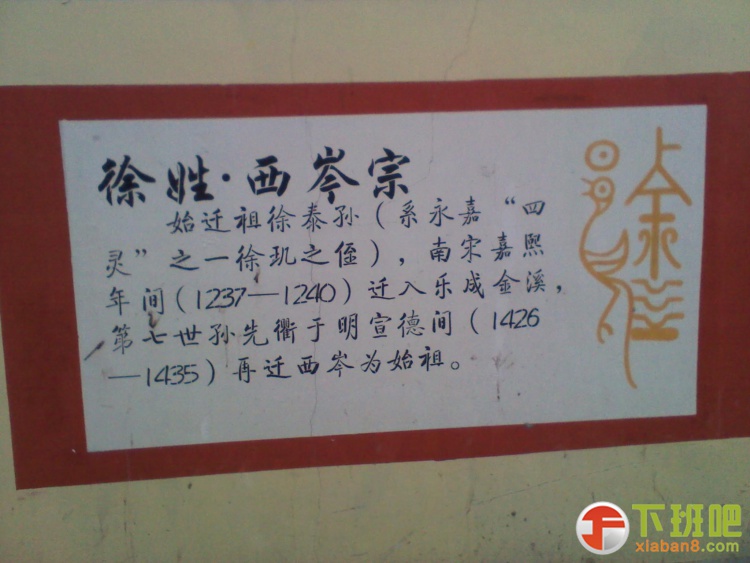 徐姓·西岑宗
始迁祖徐泰孙(系永嘉“四
灵”之一徐玑之侄),南宋嘉熙
年间(1237—1240)迁入乐成金溪,
第七世孙先衢于明宣德间(1426
—1435)再迁西岑为始祖。
下班吧
xiaban8.com